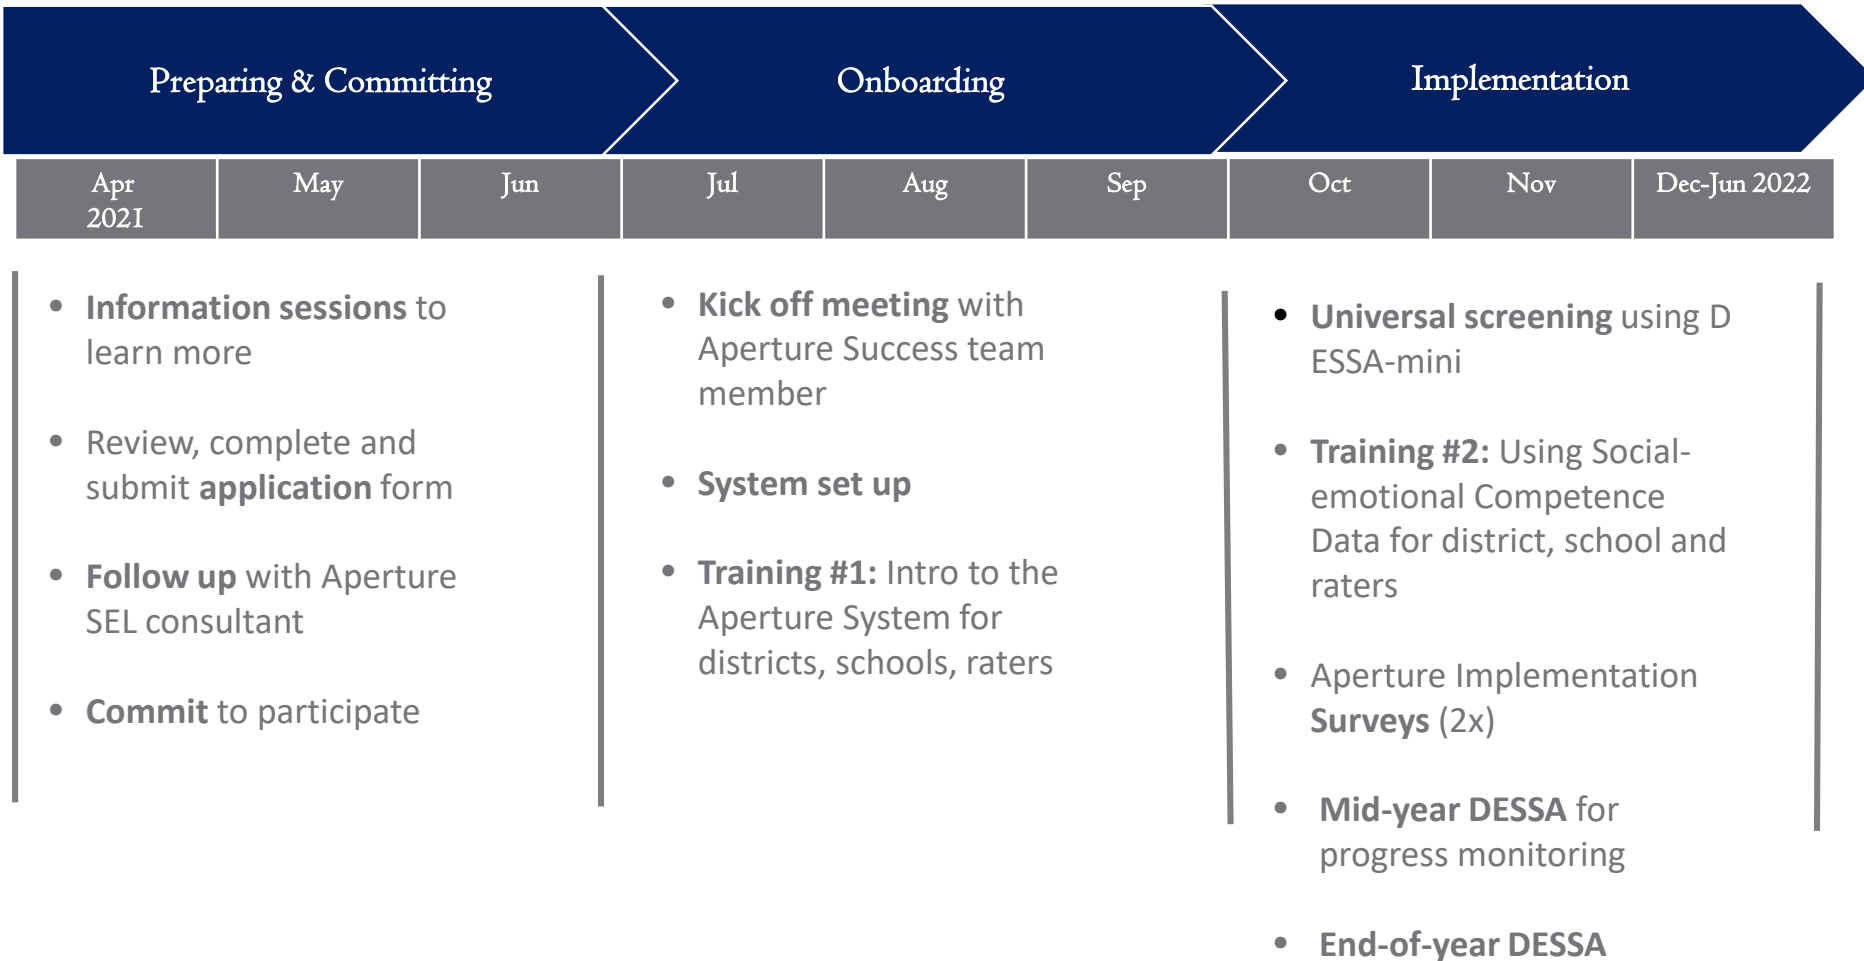 Preparing & Committing
Onboarding
Implementation
Apr
2021
May
Jun
Jul
Aug
Sep
Oct
Nov
Dec-Jun 2022
• Information sessions to
learn more
• Review, complete and
submit application form
• Follow up with Aperture
SEL consultant
• Commit to participate
• Kick off meeting with
Aperture Success team
member
• System set up
• Training #1: Intro to the
Aperture System for
districts, schools, raters
• Universal screening using D
ESSA-mini
• Training #2: Using Social-
emotional Competence
Data for district, school and
raters
• Aperture Implementation
Surveys (2x)
• Mid-year DESSA for
progress monitoring
• End-of-year DESSA